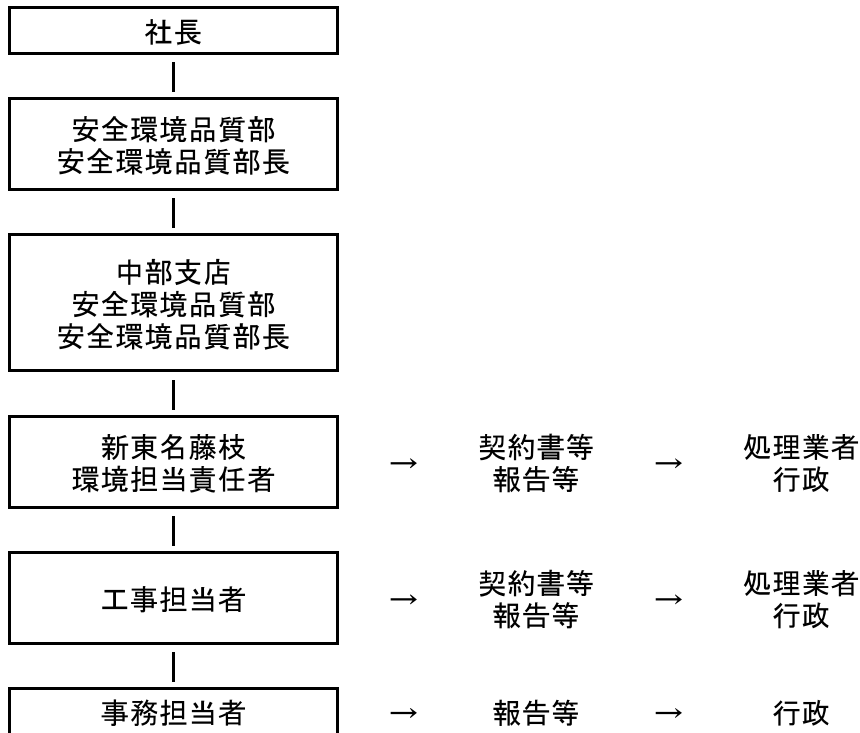 社長
安全環境品質部
安全環境品質部長
中部支店
安全環境品質部
安全環境品質部長
新東名藤枝
環境担当責任者
→
契約書等
報告等
→
処理業者
行政
工事担当者
→
契約書等
報告等
→
処理業者
行政
事務担当者
→
報告等
→
行政